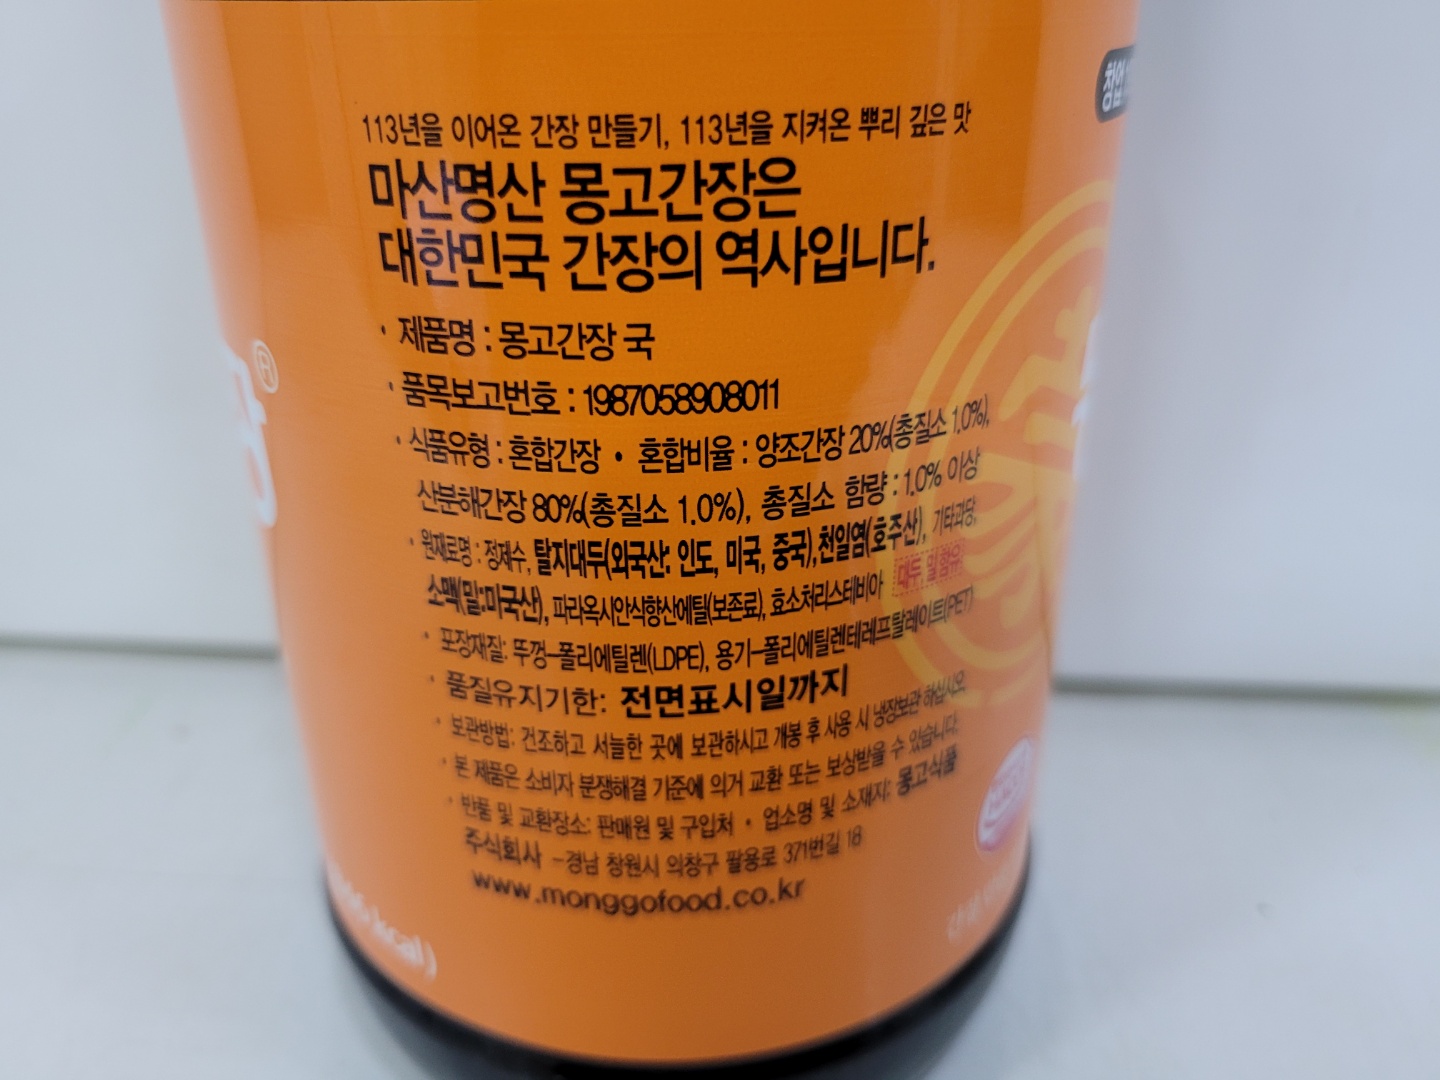 113년을 이어온 간장 만들기, 113년을 지켜온 뿌리 깊은 맛
마산명산 몽고간장은
대한민국 간장의 역사입니다.
· 제품명 : 몽고간장 국
· 품목보고번호 : 1987058908011
· 식품유형 : 혼합간장 · 혼합비율 : 양조간장 20%(총질소 1.0%),
산분해간장 80%(총질소 1.0%), 총질소 함량 : 1.0% 이상
· 원재료명 : 정제수, 탈지대두(외국산: 인도, 미국, 중국), 천일염(호주산), 기타과당,
소맥(밀:미국산), 파라옥시안식향산에틸(보존료), 효소처리스테비아 대두, 밀 함유
· 포장재질: 뚜껑-폴리에틸렌(LDPE), 용기-폴리에틸렌테레프탈레이트(PET)
· 품질유지기한: 전면표시일까지
· 보관방법: 건조하고 서늘한 곳에 보관하시고 개봉 후 사용 시 냉장보관 하십시오.
· 본 제품은 소비자 분쟁해결 기준에 의거 교환 또는 보상받을 수 있습니다.
· 반품 및 교환장소: 판매원 및 구입처 · 업소명 및 소재지: 몽고식품
주식회사 -경남 창원시 의창구 팔용로 371번길 18
www.monggofood.co.kr
®
kcal)
창업